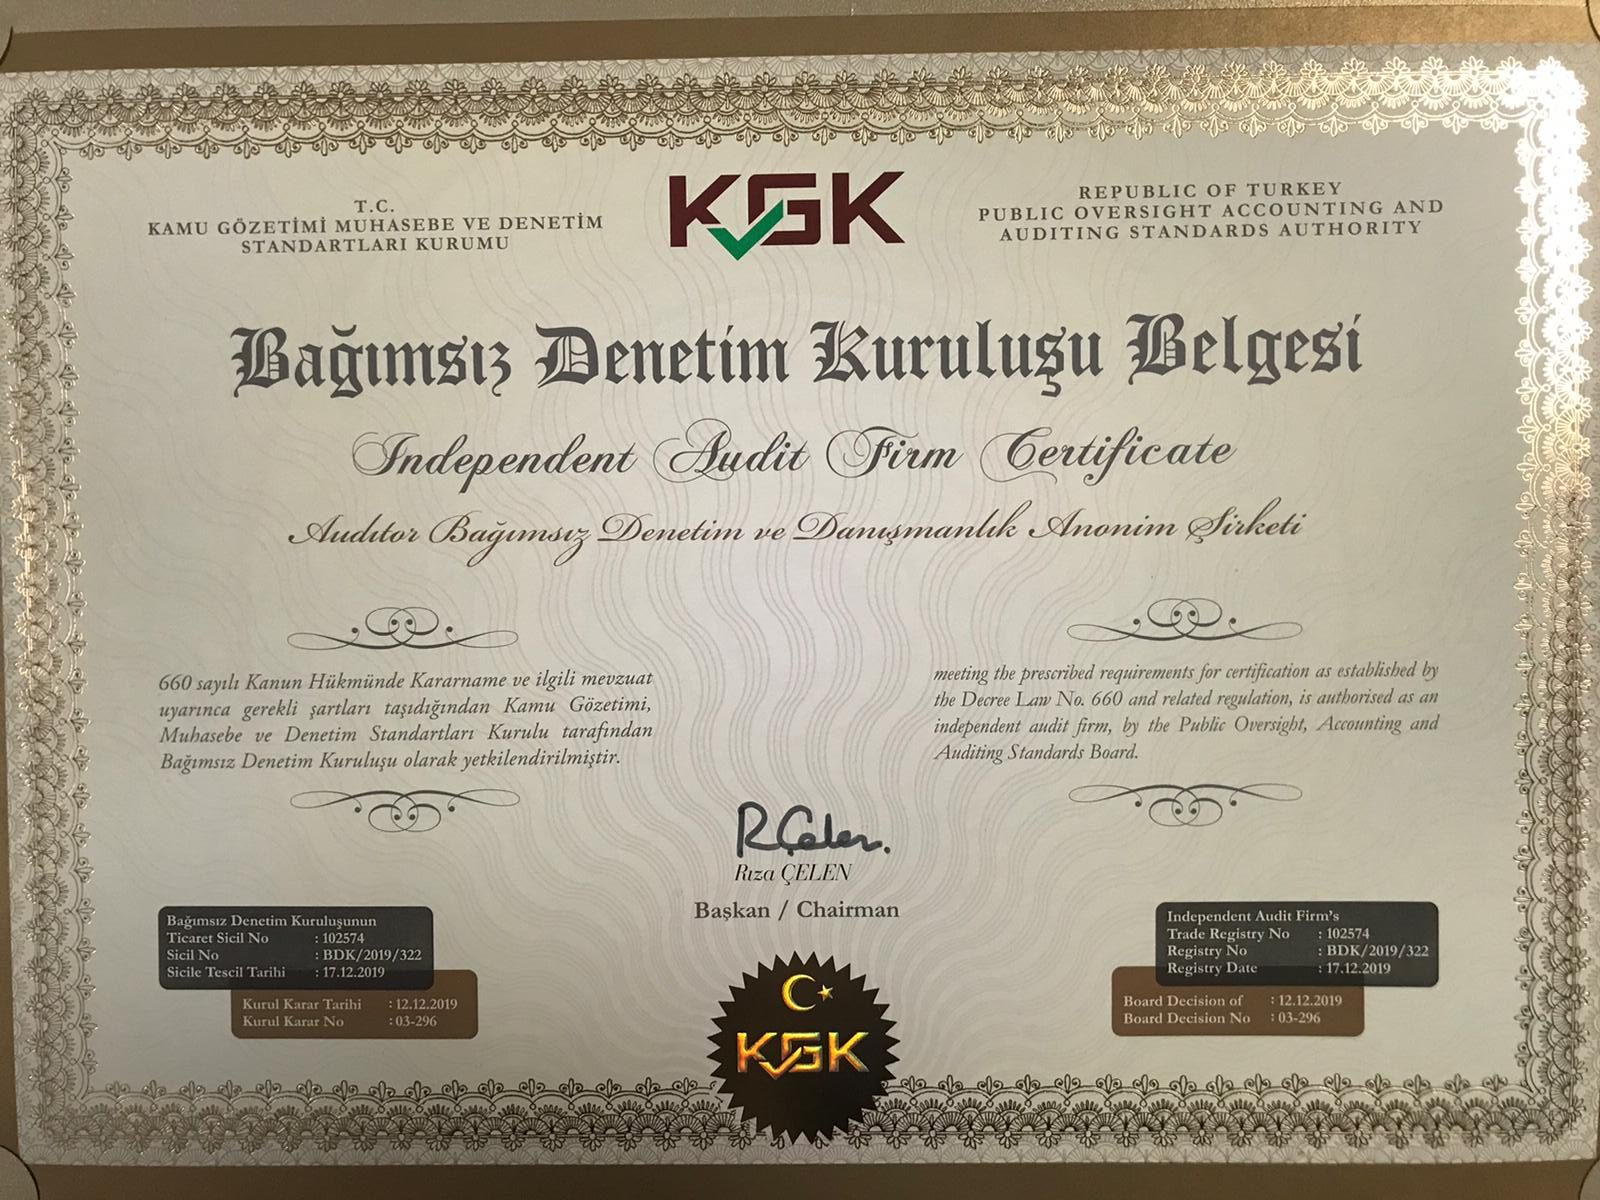 T.C.
KAMU GÖZETİMİ MUHASEBE VE DENETİM
STANDARTLARI KURUMU
KGK
REPUBLIC OF TURKEY
PUBLIC OVERSIGHT ACCOUNTING AND
AUDITING STANDARDS AUTHORITY
Bağımsız Denetim Kuruluşu Belgesi
Independent Audit Firm Certificate
Audıtor Bağımsız Denetim ve Danışmanlık Anonim Şirketi
660 sayılı Kanun Hükmünde Kararname ve ilgili mevzuat
uyarınca gerekli şartları taşıdığından Kamu Gözetimi,
Muhasebe ve Denetim Standartları Kurulu tarafından
Bağımsız Denetim Kuruluşu olarak yetkilendirilmiştir.
meeting the prescribed requirements for certification as established by
the Decree Law No. 660 and related regulation, is authorised as an
independent audit firm, by the Public Oversight, Accounting and
Auditing Standards Board.
R Çelen.
Rıza ÇELEN
Başkan / Chairman
Bağımsız Denetim Kuruluşunun
Ticaret Sicil No : 102574
Sicil No : BDK/2019/322
Sicile Tescil Tarihi : 17.12.2019
Kurul Karar Tarihi : 12.12.2019
Kurul Karar No : 03-296
Independent Audit Firm's
Trade Registry No : 102574
Registry No : BDK/2019/322
Registry Date : 17.12.2019
Board Decision of : 12.12.2019
Board Decision No : 03-296
KGK